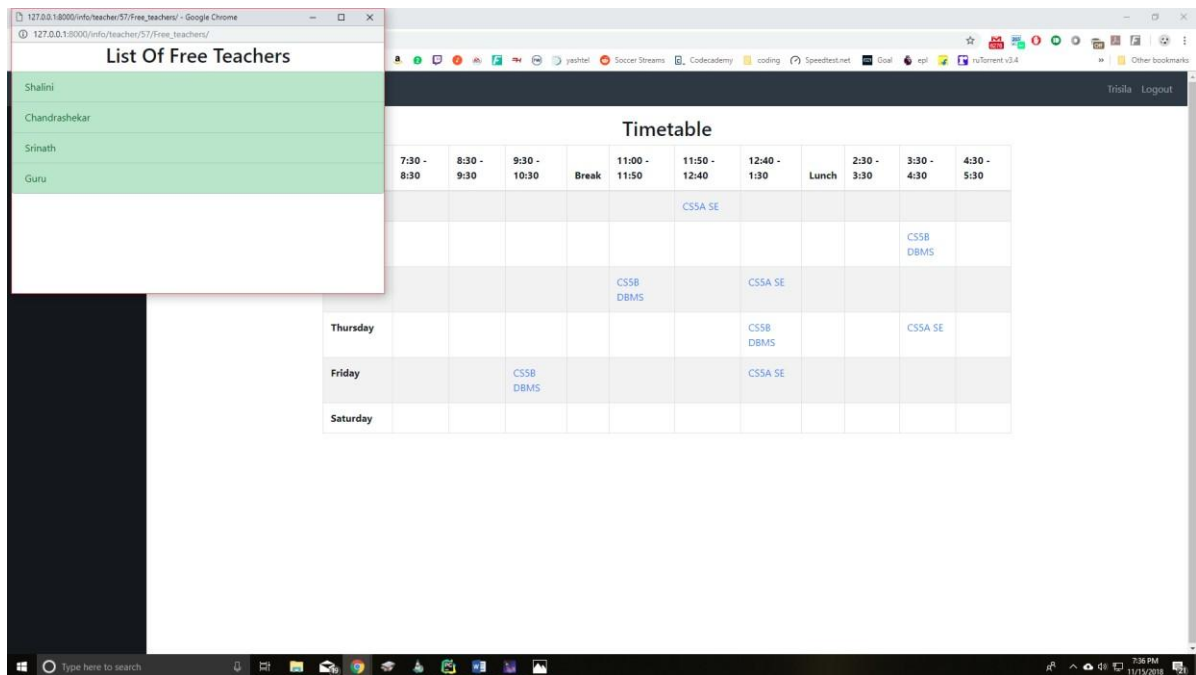 127.0.0.1:8000/info/teacher/57/Free_teachers/ - Google Chrome
127.0.0.1:8000/info/teacher/57/Free_teachers/
List Of Free Teachers
Shalini
Chandrashekar
Srinath
Guru
yashtel Soccer Streams Codecademy coding Speedtest.net Goal epl ruTorrent v3.4 » Other bookmarks
Trisila Logout
Timetable
7:30 - 8:30 - 9:30 - 11:00 - 11:50 - 12:40 - 2:30 - 3:30 - 4:30 -
8:30 9:30 10:30 Break 11:50 12:40 1:30 Lunch 3:30 4:30 5:30
CS5A SE
CS5B
DBMS
CS5B CS5A SE
DBMS
Thursday CS5B CS5A SE
DBMS
Friday CS5B CS5A SE
DBMS
Saturday
Type here to search
7:36 PM
11/15/2018